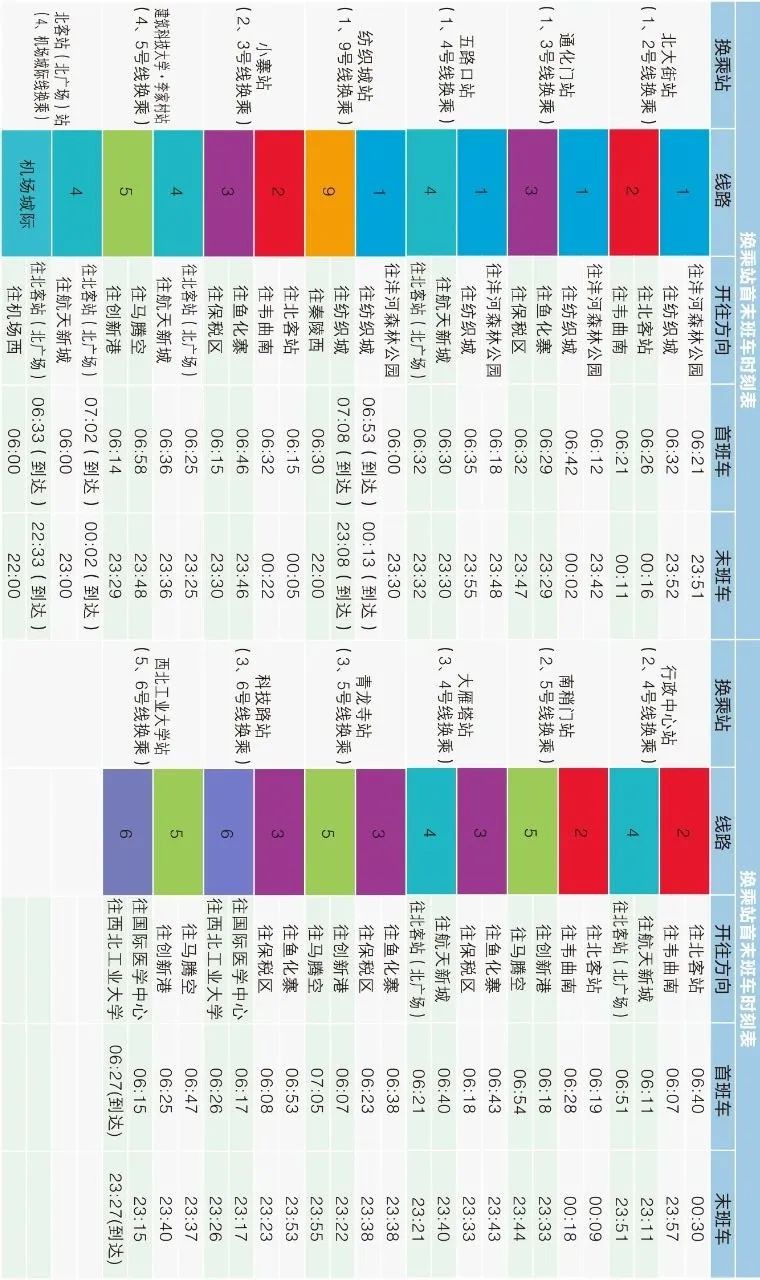 换乘站首末班车时刻表
换乘站 线路 开往方向 首班车 末班车
北大街站
(1、2号线换乘)
1 往沣河森林公园 06:21 23:51
往纺织城 06:32 23:52
2 往北客站 06:26 00:16
往韦曲南 06:21 00:11
通化门站
(1、3号线换乘)
1 往沣河森林公园 06:12 23:42
往纺织城 06:42 00:02
3 往鱼化寨 06:29 23:29
往保税区 06:32 23:47
五路口站
(1、4号线换乘)
1 往沣河森林公园 06:18 23:48
往纺织城 06:35 23:55
4 往航天新城 06:30 23:30
往北客站(北广场) 06:32 23:32
纺织城站
(1、9号线换乘)
1 往沣河森林公园 06:00 23:30
往纺织城 06:53(到达) 00:13(到达)
9 往纺织城 07:08(到达) 23:08(到达)
往秦陵西 06:30 22:00
小寨站
(2、3号线换乘)
2 往北客站 06:15 00:05
往韦曲南 06:32 00:22
3 往鱼化寨 06:46 23:46
往保税区 06:15 23:30
建筑科技大学·李家村站
(4、5号线换乘)
4 往北客站(北广场) 06:25 23:25
往航天新城 06:36 23:36
5 往马腾空 06:58 23:48
往创新港 06:14 23:29
北客站(北广场)站
(4、机场城际线换乘)
4 往北客站(北广场) 07:02(到达) 00:02(到达)
往航天新城 06:00 23:00
机场城际 往北客站(北广场) 06:33(到达) 22:33(到达)
往机场西 06:00 22:00
换乘站首末班车时刻表
换乘站 线路 开往方向 首班车 末班车
行政中心站
(2、4号线换乘)
2 往北客站 06:40 00:30
往韦曲南 06:07 23:57
4 往航天新城 06:11 23:11
往北客站(北广场) 06:51 23:51
南稍门站
(2、5号线换乘)
2 往北客站 06:19 00:09
往韦曲南 06:28 00:18
5 往创新港 06:18 23:33
往马腾空 06:54 23:44
大雁塔站
(3、4号线换乘)
3 往鱼化寨 06:43 23:43
往保税区 06:18 23:33
4 往航天新城 06:40 23:40
往北客站(北广场) 06:21 23:21
青龙寺站
(3、5号线换乘)
3 往鱼化寨 06:38 23:38
往保税区 06:23 23:38
5 往创新港 06:07 23:22
往马腾空 07:05 23:55
科技路站
(3、6号线换乘)
3 往鱼化寨 06:53 23:53
往保税区 06:08 23:23
6 往国际医学中心 06:17 23:17
往西北工业大学 06:26 23:26
西北工业大学站
(5、6号线换乘)
5 往马腾空 06:47 23:37
往创新港 06:25 23:40
6 往国际医学中心 06:15 23:15
往西北工业大学 06:27(到达) 23:27(到达)